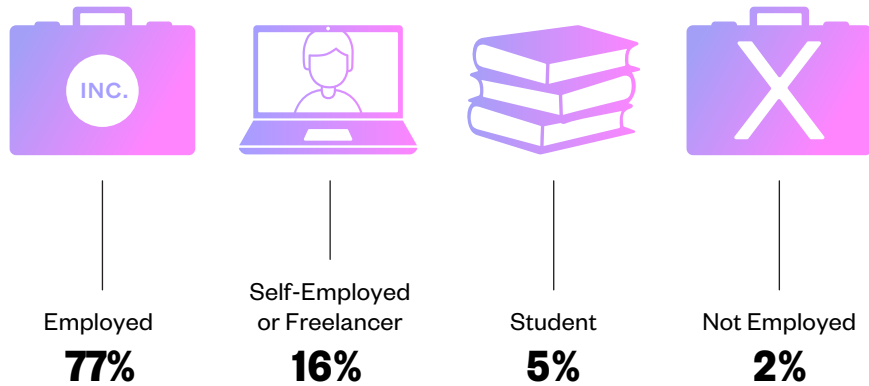 INC.
Employed
77%
Self-Employed
or Freelancer
16%
Student
5%
Not Employed
2%